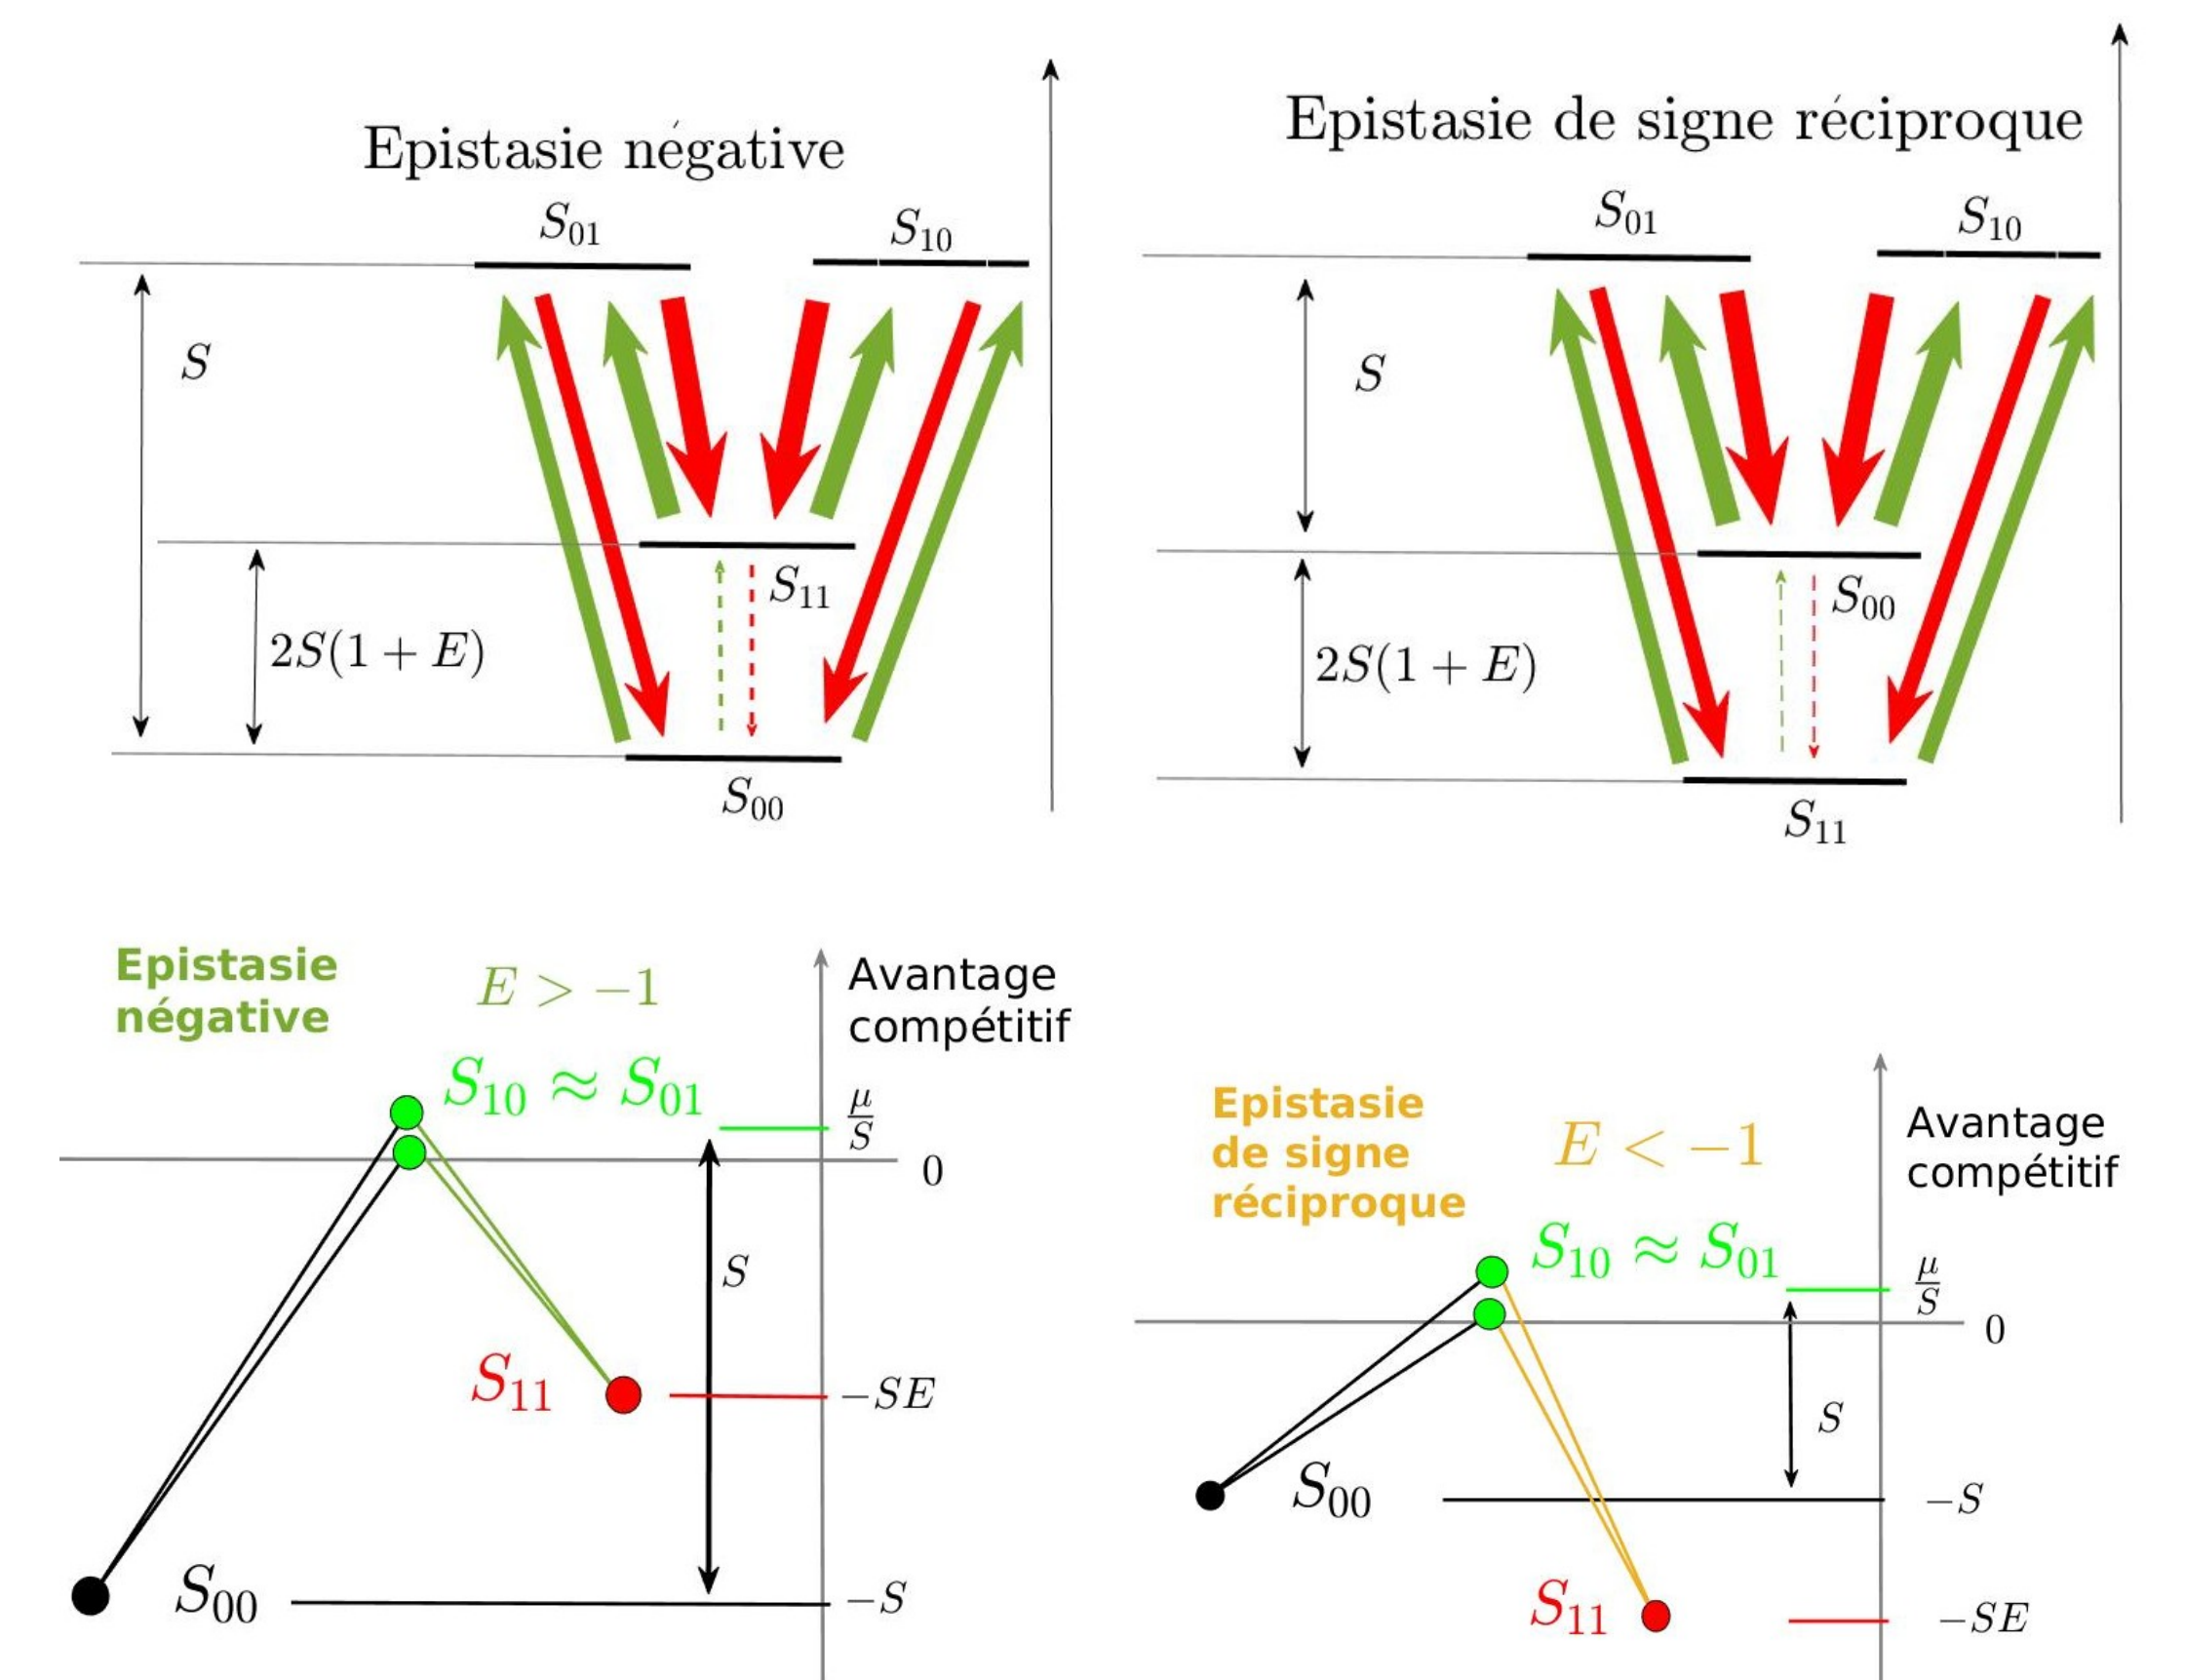 Epistasie négative
S01
S10
S
S11
2S(1 + E)
S00
Epistasie de signe réciproque
S01
S10
S
S00
2S(1 + E)
S11
Epistasie
négative
E > −1
Avantage
compétitif
S10 ≈ S01
μ/S
0
S
S11
−SE
S00
−S
Epistasie
de signe
réciproque
E < −1
Avantage
compétitif
S10 ≈ S01
μ/S
0
S
S00
−S
S11
−SE